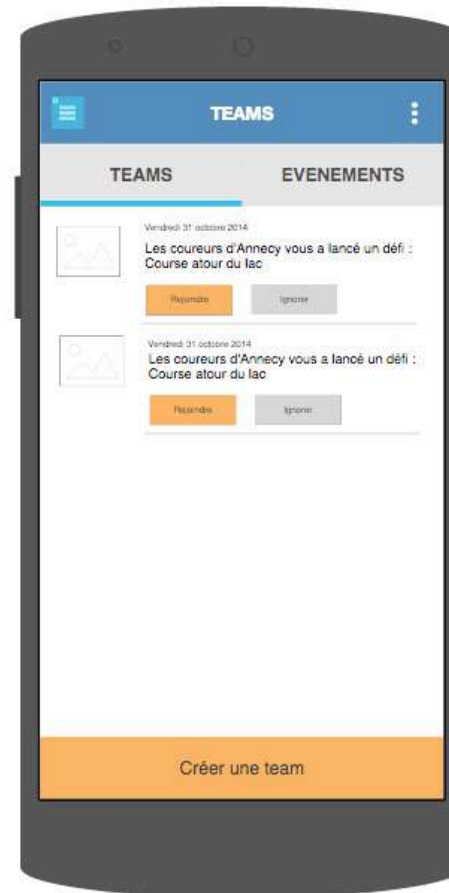 TEAMS
TEAMS EVENEMENTS
Vendredi 31 octobre 2014
Les coureurs d'Annecy vous a lancé un défi :
Course atour du lac
Rejoindre Ignorer
Vendredi 31 octobre 2014
Les coureurs d'Annecy vous a lancé un défi :
Course atour du lac
Rejoindre Ignorer
Créer une team